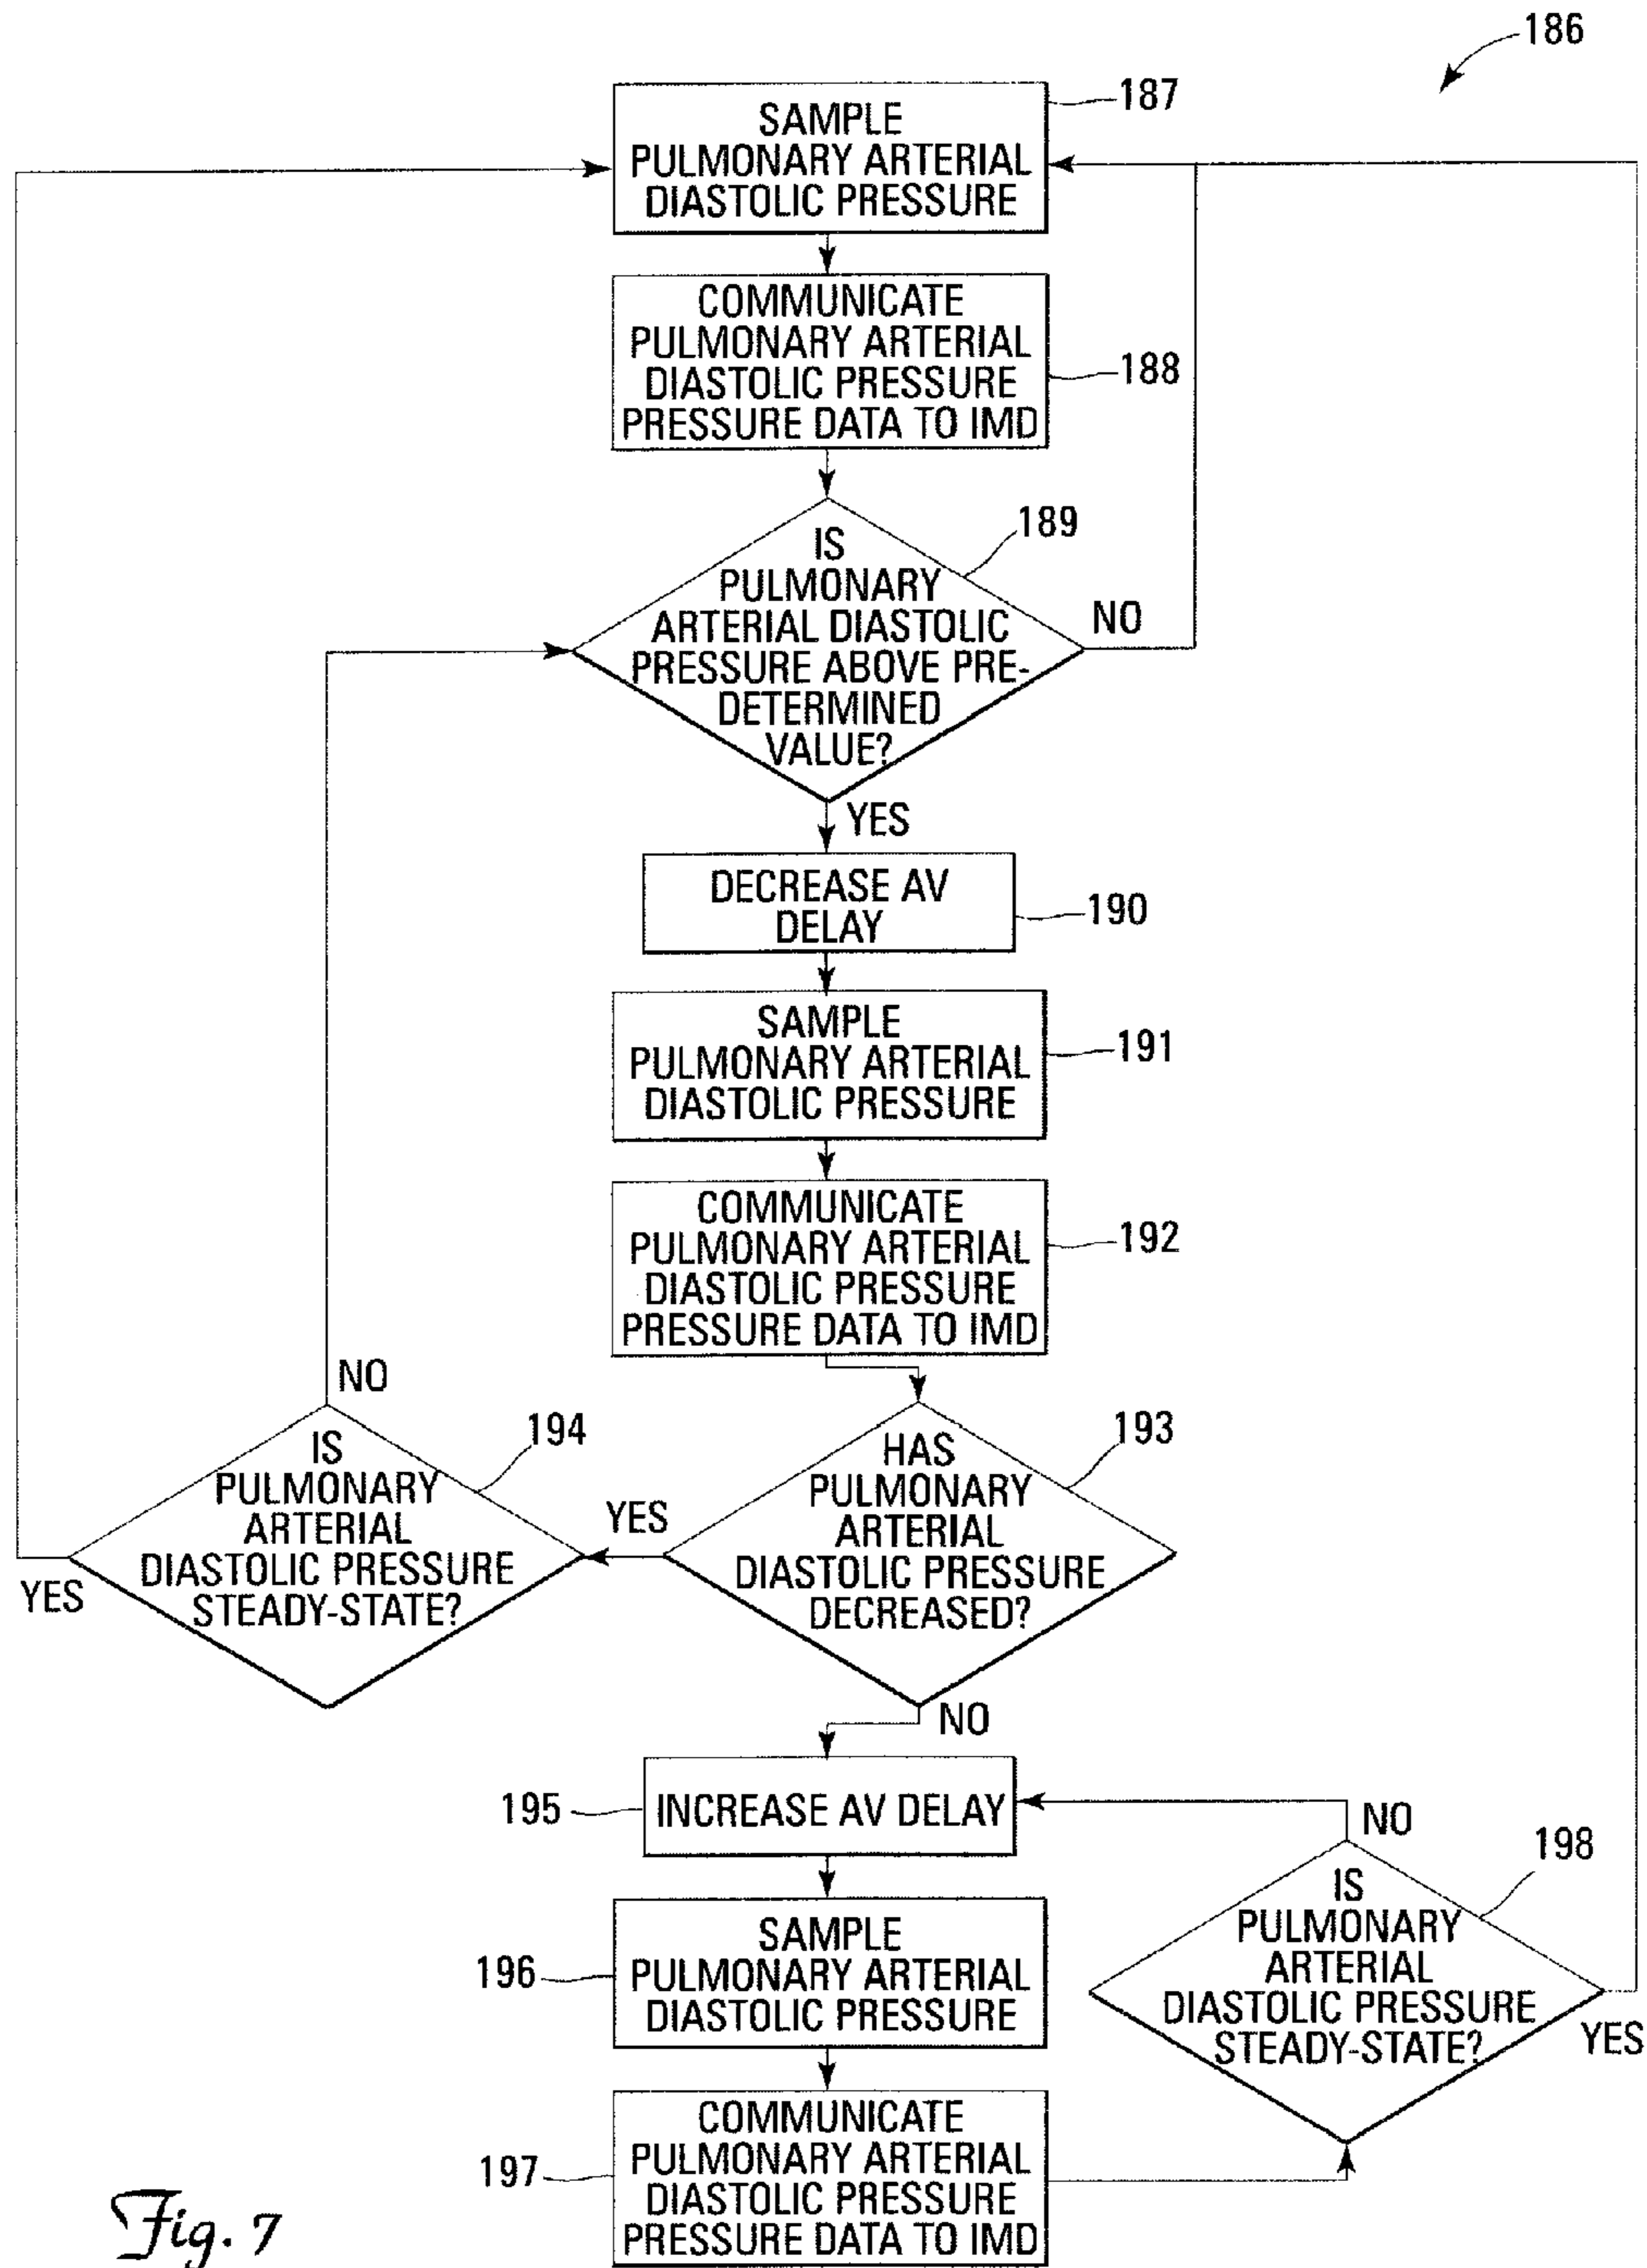 186
SAMPLE
PULMONARY ARTERIAL
DIASTOLIC PRESSURE
187
COMMUNICATE
PULMONARY ARTERIAL
DIASTOLIC PRESSURE
PRESSURE DATA TO IMD
188
IS
PULMONARY
ARTERIAL DIASTOLIC
PRESSURE ABOVE PRE-
DETERMINED
VALUE?
189
NO
YES
DECREASE AV
DELAY
190
SAMPLE
PULMONARY ARTERIAL
DIASTOLIC PRESSURE
191
COMMUNICATE
PULMONARY ARTERIAL
DIASTOLIC PRESSURE
PRESSURE DATA TO IMD
192
HAS
PULMONARY
ARTERIAL
DIASTOLIC PRESSURE
DECREASED?
193
YES
NO
IS
PULMONARY
ARTERIAL
DIASTOLIC PRESSURE
STEADY-STATE?
194
NO
YES
INCREASE AV DELAY
195
SAMPLE
PULMONARY ARTERIAL
DIASTOLIC PRESSURE
196
COMMUNICATE
PULMONARY ARTERIAL
DIASTOLIC PRESSURE
PRESSURE DATA TO IMD
197
IS
PULMONARY
ARTERIAL
DIASTOLIC PRESSURE
STEADY-STATE?
198
NO
YES
Fig. 7